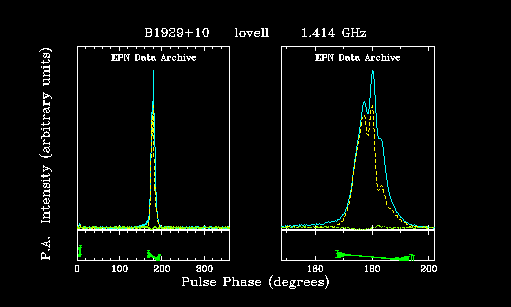 B1929+10 lovell 1.414 GHz
EPN Data Archive EPN Data Archive
P.A. Intensity (arbitrary units)
0 100 200 300 160 180 200
Pulse Phase (degrees)